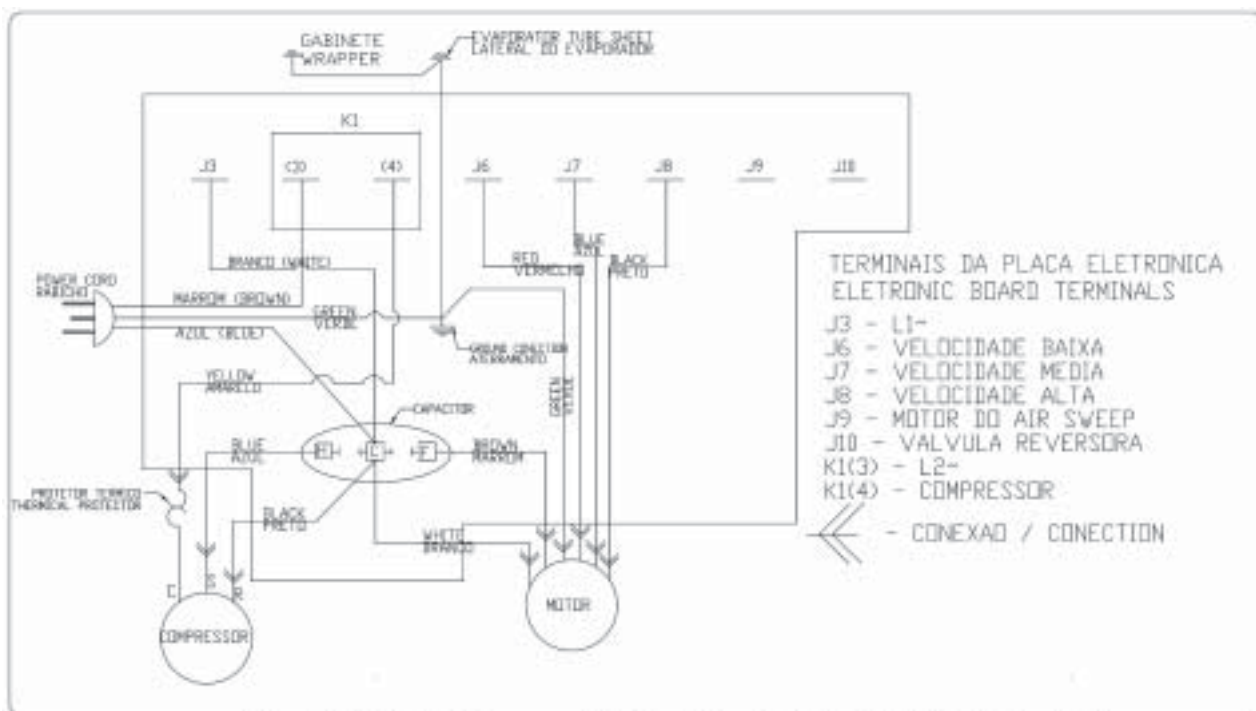 GABINETE
WRAPPER
EVAPORATOR TUBE SHEET
LATERAL DO EVAPORADOR
K1
J3
(3)
(4)
J6
J7
J8
J9
J10
BRANCO (WHITE)
RED
VERMELHO
BLUE
AZUL
BLACK
PRETO
POWER CORD
RABICHO
MARROM (BROWN)
GREEN
VERDE
AZUL (BLUE)
GROUND CONECTION
ATERRAMENTO
YELLOW
AMARELO
GREEN
VERDE
CAPACITOR
BLUE
AZUL
H
C
F
BROWN
MARROM
PROTETOR TERMICO
THERMICAL PROTECTOR
BLACK
PRETO
WHITE
BRANCO
C
S
R
COMPRESSOR
MOTOR
TERMINAIS DA PLACA ELETRONICA
ELETRONIC BOARD TERMINALS
J3 - L1-
J6 - VELOCIDADE BAIXA
J7 - VELOCIDADE MEDIA
J8 - VELOCIDADE ALTA
J9 - MOTOR DO AIR SWEEP
J10 - VALVULA REVERSORA
K1(3) - L2-
K1(4) - COMPRESSOR
- CONEXAO / CONECTION